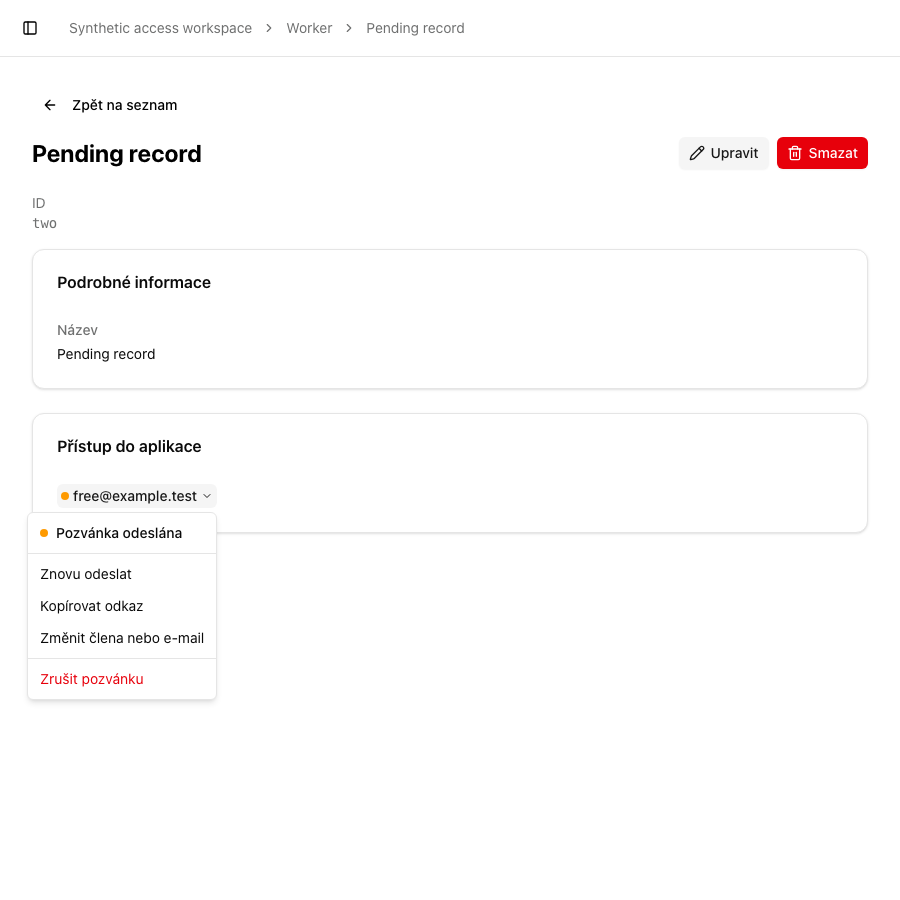 Synthetic access workspace > Worker > Pending record
Zpět na seznam
Pending record
Upravit
Smazat
ID
two
Podrobné informace
Název
Pending record
Přístup do aplikace
free@example.test
Pozvánka odeslána
Znovu odeslat
Kopírovat odkaz
Změnit člena nebo e-mail
Zrušit pozvánku